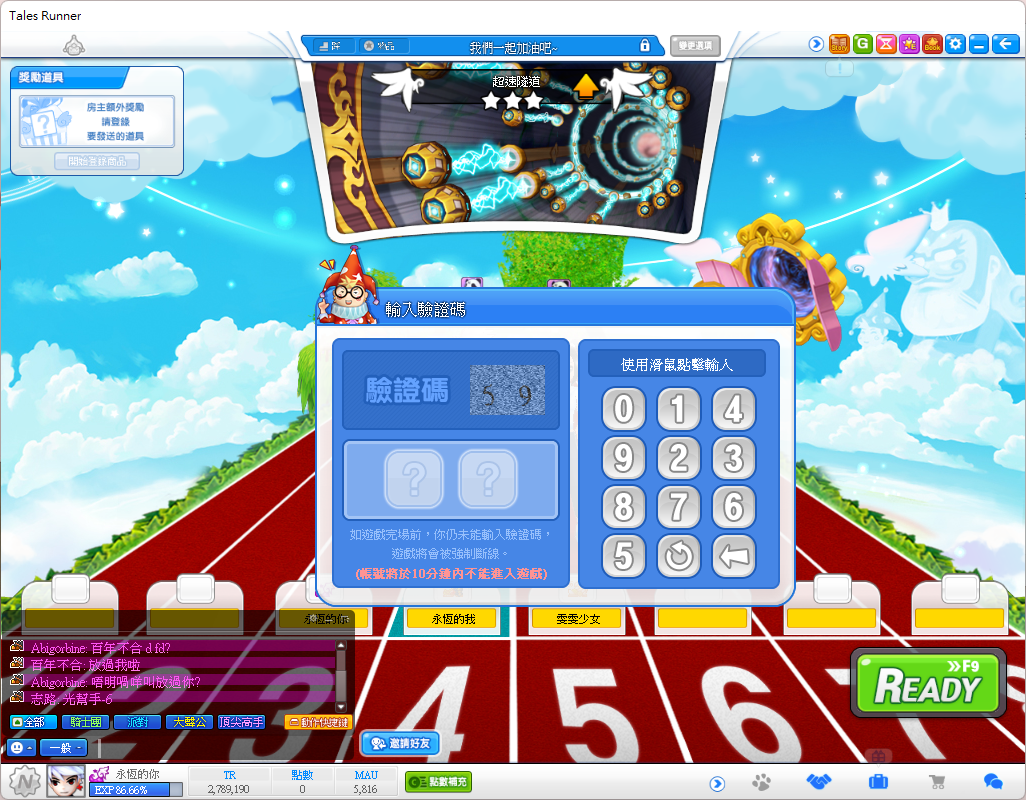 Tales Runner
我們一起加油吧~
變更選項
Story
G
Book
獎勵道具
房主額外獎勵
請登錄
要發送的道具
開始登錄商品
超速隧道
輸入驗證碼
驗證碼
5 9
? ?
使用滑鼠點擊輸入
0 1 4
9 2 3
8 7 6
5
如遊戲完場前,你仍未能輸入驗證碼,
遊戲將會被強制斷線。
(帳號將於10分鐘內不能進入遊戲)
永恆的你
永恆的我
雯雯少女
Abigorbine: 百年不合 d fd?
百年不合: 放過我啦
Abigorbine: 唔明喎咩叫放過你?
志路: 光幫手-6
全部 騎士團 派對 大聲公 頂尖高手 動作快捷鍵
一般
邀請好友
F9
READY
2 3 4 5 6 7
永恆的你
EXP 86.66%
TR
2,789,190
點數
0
MAU
5,816
點數補充